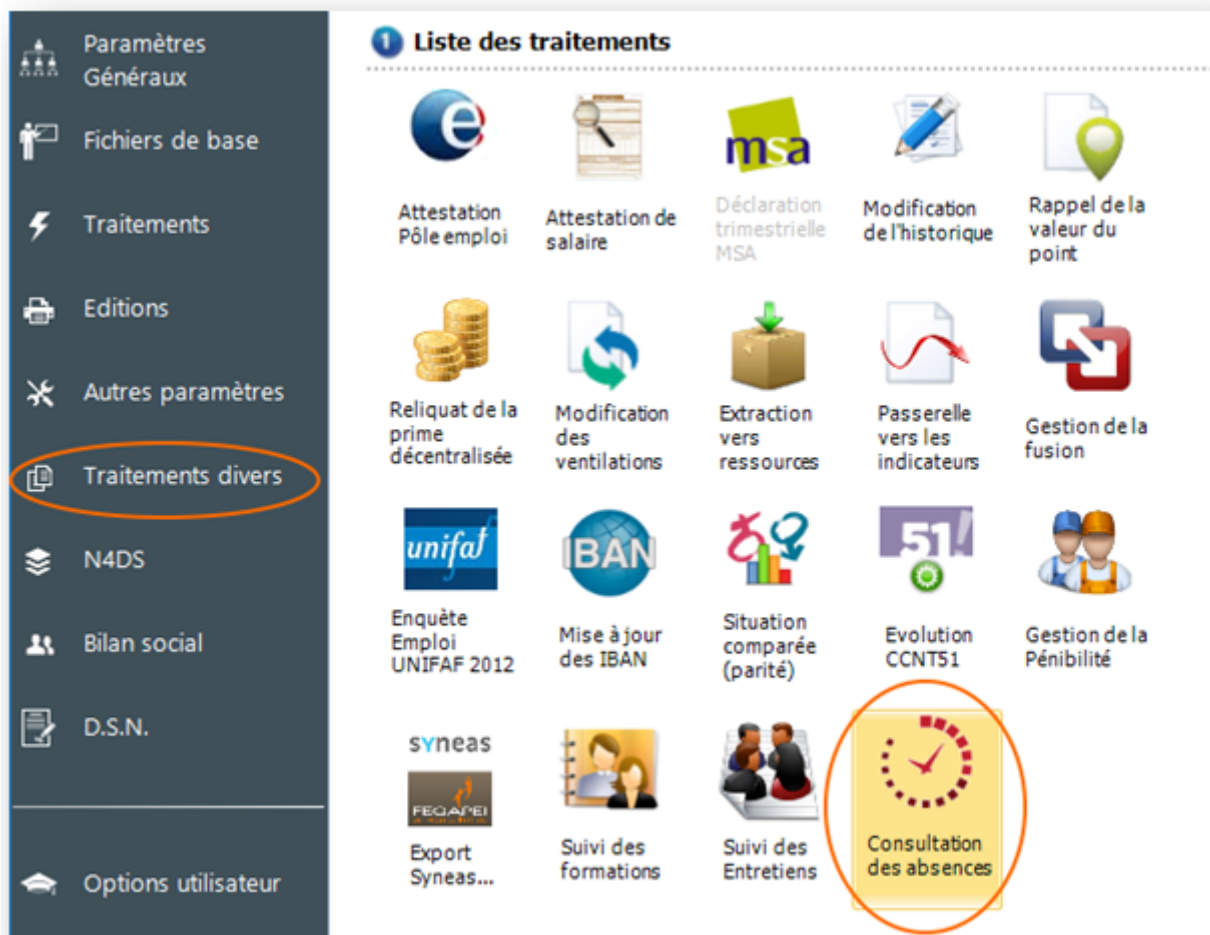 Paramètres
Généraux
Fichiers de base
Traitements
Editions
Autres paramètres
Traitements divers
N4DS
Bilan social
D.S.N.
Options utilisateur
1 Liste des traitements
e
Attestation
Pôle emploi
Attestation de
salaire
msa
Déclaration
trimestrielle
MSA
Modification
de l'historique
Rappel de la
valeur du
point
Reliquat de la
prime
décentralisée
Modification
des
ventilations
Extraction
vers
ressources
Passerelle
vers les
indicateurs
Gestion de la
fusion
unifaf
Enquête
Emploi
UNIFAF 2012
IBAN
Mise à jour
des IBAN
Situation
comparée
(parité)
51!
Evolution
CCNT51
Gestion de la
Pénibilité
syneas
FEGAPEI
Export
Syneas...
Suivi des
formations
Suivi des
Entretiens
Consultation
des absences